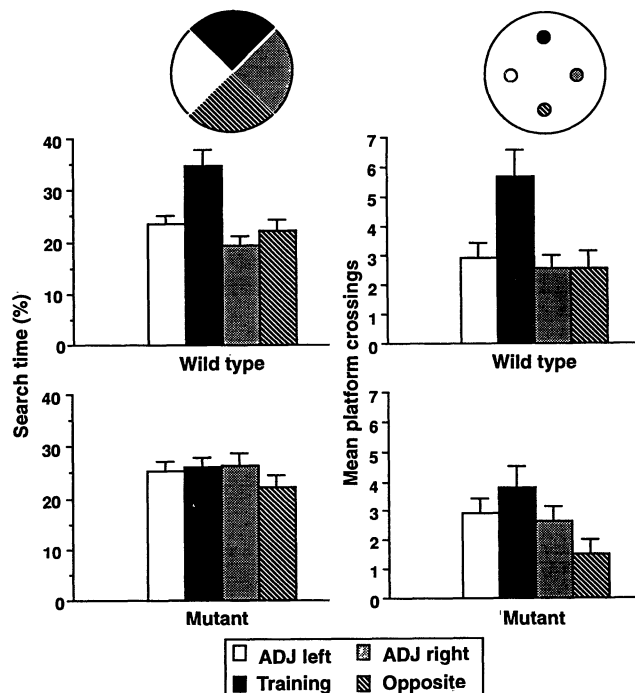 40
30
20
10
0
Wild type
7
6
5
4
3
2
1
0
Wild type
Search time (%)
Mean platform crossings
40
30
20
10
0
Mutant
7
6
5
4
3
2
1
0
Mutant
ADJ left
ADJ right
Training
Opposite